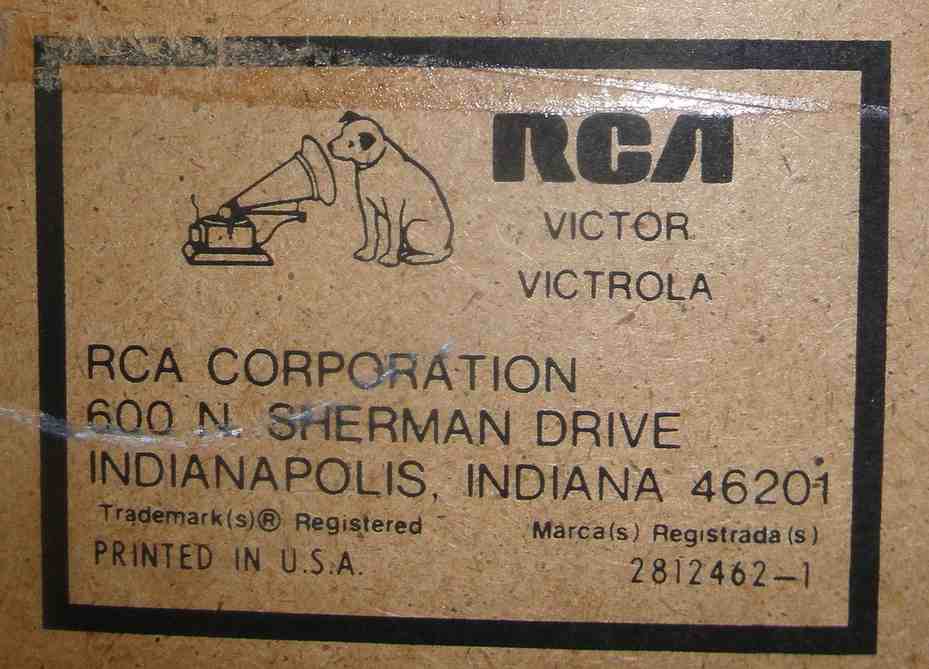 RCA
VICTOR
VICTROLA
RCA CORPORATION
600 N. SHERMAN DRIVE
INDIANAPOLIS, INDIANA 46201
Trademark(s)® Registered Marca(s) Registrada(s)
PRINTED IN U.S.A. 2812462-1